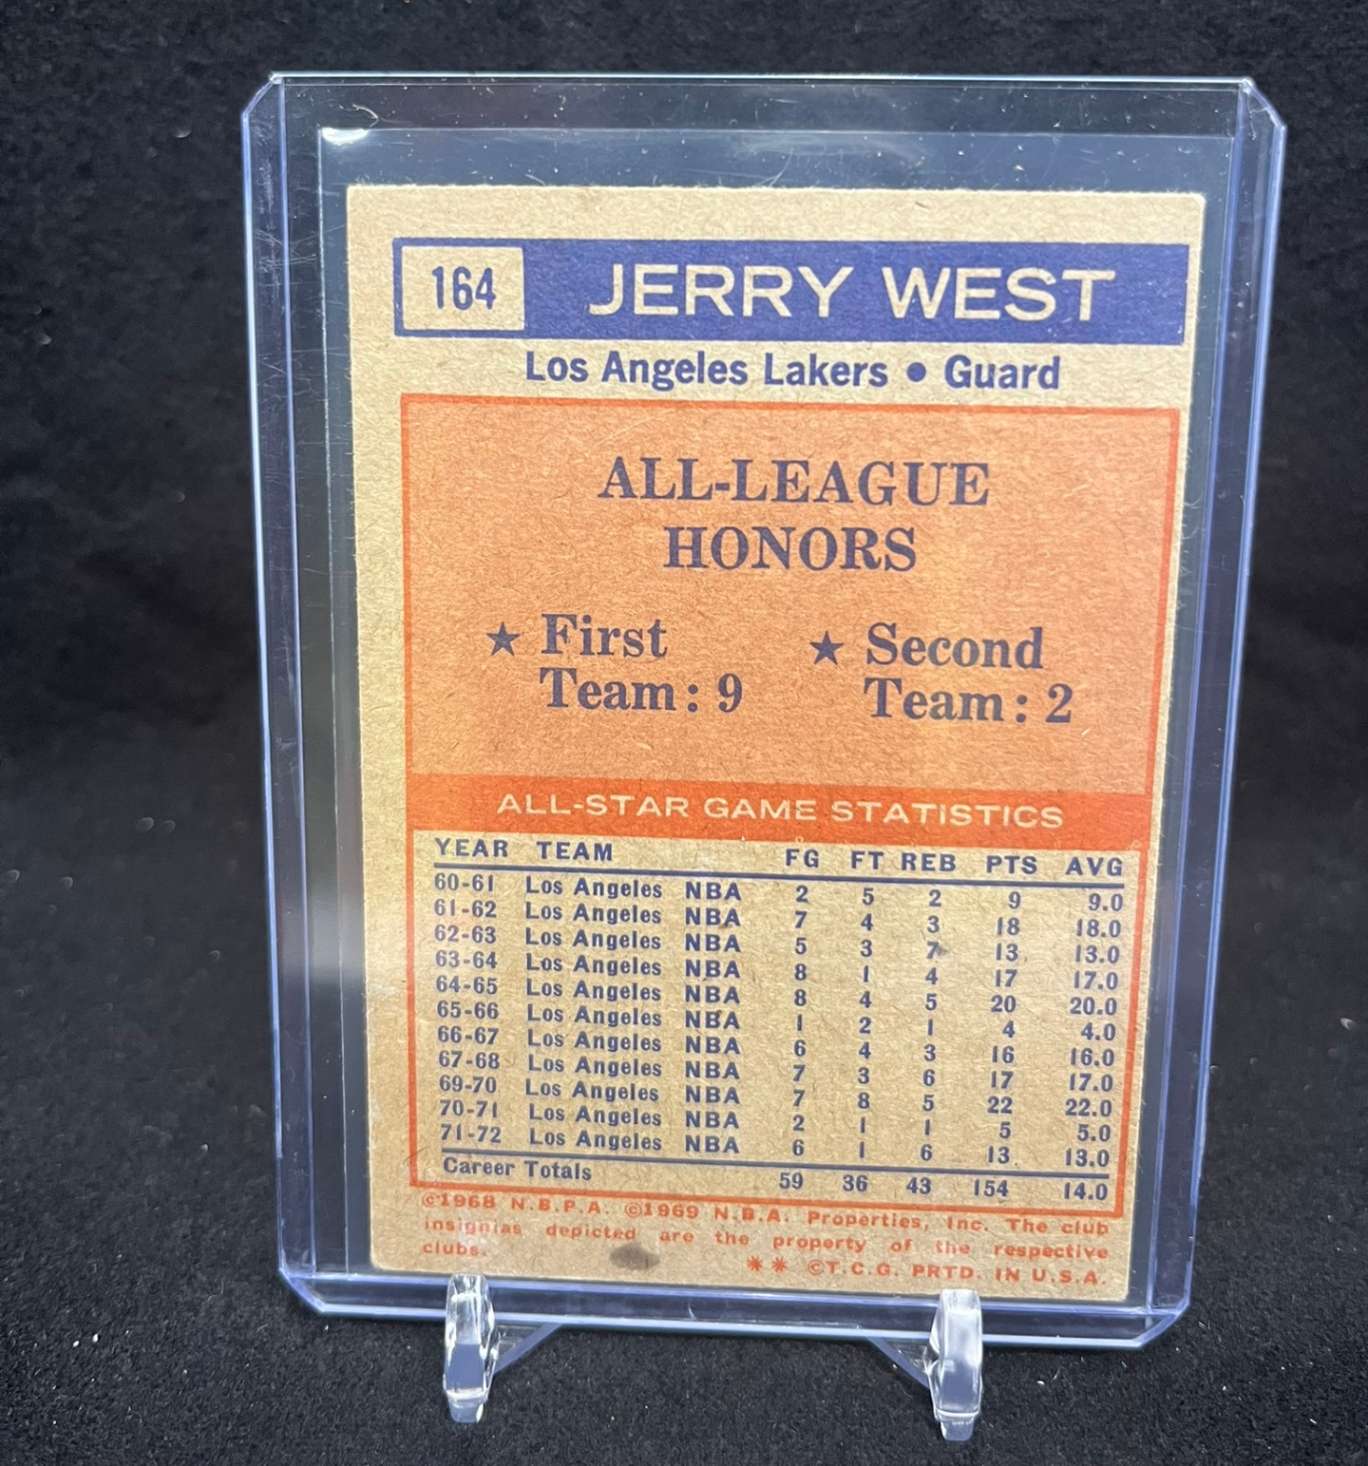 164 JERRY WEST
Los Angeles Lakers • Guard
ALL-LEAGUE
HONORS
★ First ★ Second
Team: 9 Team: 2
ALL-STAR GAME STATISTICS
YEAR TEAM FG FT REB PTS AVG
60-61 Los Angeles NBA 2 5 2 9 9.0
61-62 Los Angeles NBA 7 4 3 18 18.0
62-63 Los Angeles NBA 5 3 7 13 13.0
63-64 Los Angeles NBA 8 1 4 17 17.0
64-65 Los Angeles NBA 8 4 5 20 20.0
65-66 Los Angeles NBA 1 2 1 4 4.0
66-67 Los Angeles NBA 6 4 3 16 16.0
67-68 Los Angeles NBA 7 3 6 17 17.0
69-70 Los Angeles NBA 7 8 5 22 22.0
70-71 Los Angeles NBA 2 1 1 5 5.0
71-72 Los Angeles NBA 6 1 6 13 13.0
Career Totals 59 36 43 154 14.0
©1968 N.B.P.A. ©1969 N.B.A. Properties, Inc. The club
insignias depicted are the property of the respective
clubs.
** ©T.C.G. PRTD. IN U.S.A.